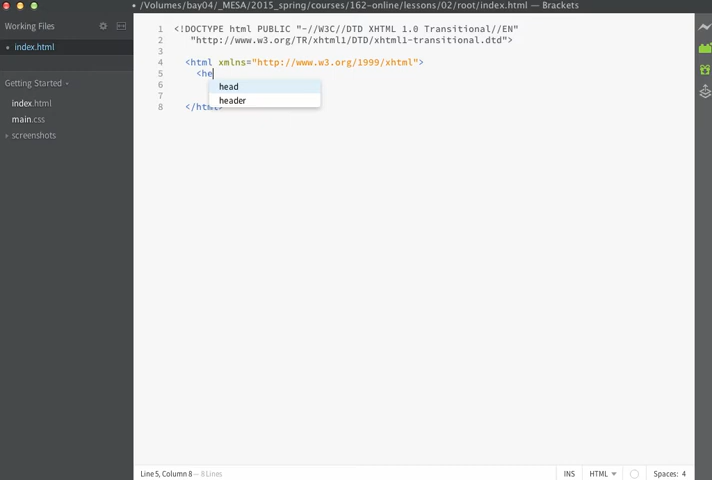 /Volumes/bay04/_MESA/2015_spring/courses/162-online/lessons/02/root/index.html — Brackets
Working Files
index.html
Getting Started
index.html
main.css
screenshots
1 <!DOCTYPE html PUBLIC "-//W3C//DTD XHTML 1.0 Transitional//EN"
2 "http://www.w3.org/TR/xhtml1/DTD/xhtml1-transitional.dtd">
3
4 <html xmlns="http://www.w3.org/1999/xhtml">
5 <he
6 head
7 header
8 </html>
Line 5, Column 8 — 8 Lines
INS HTML Spaces: 4